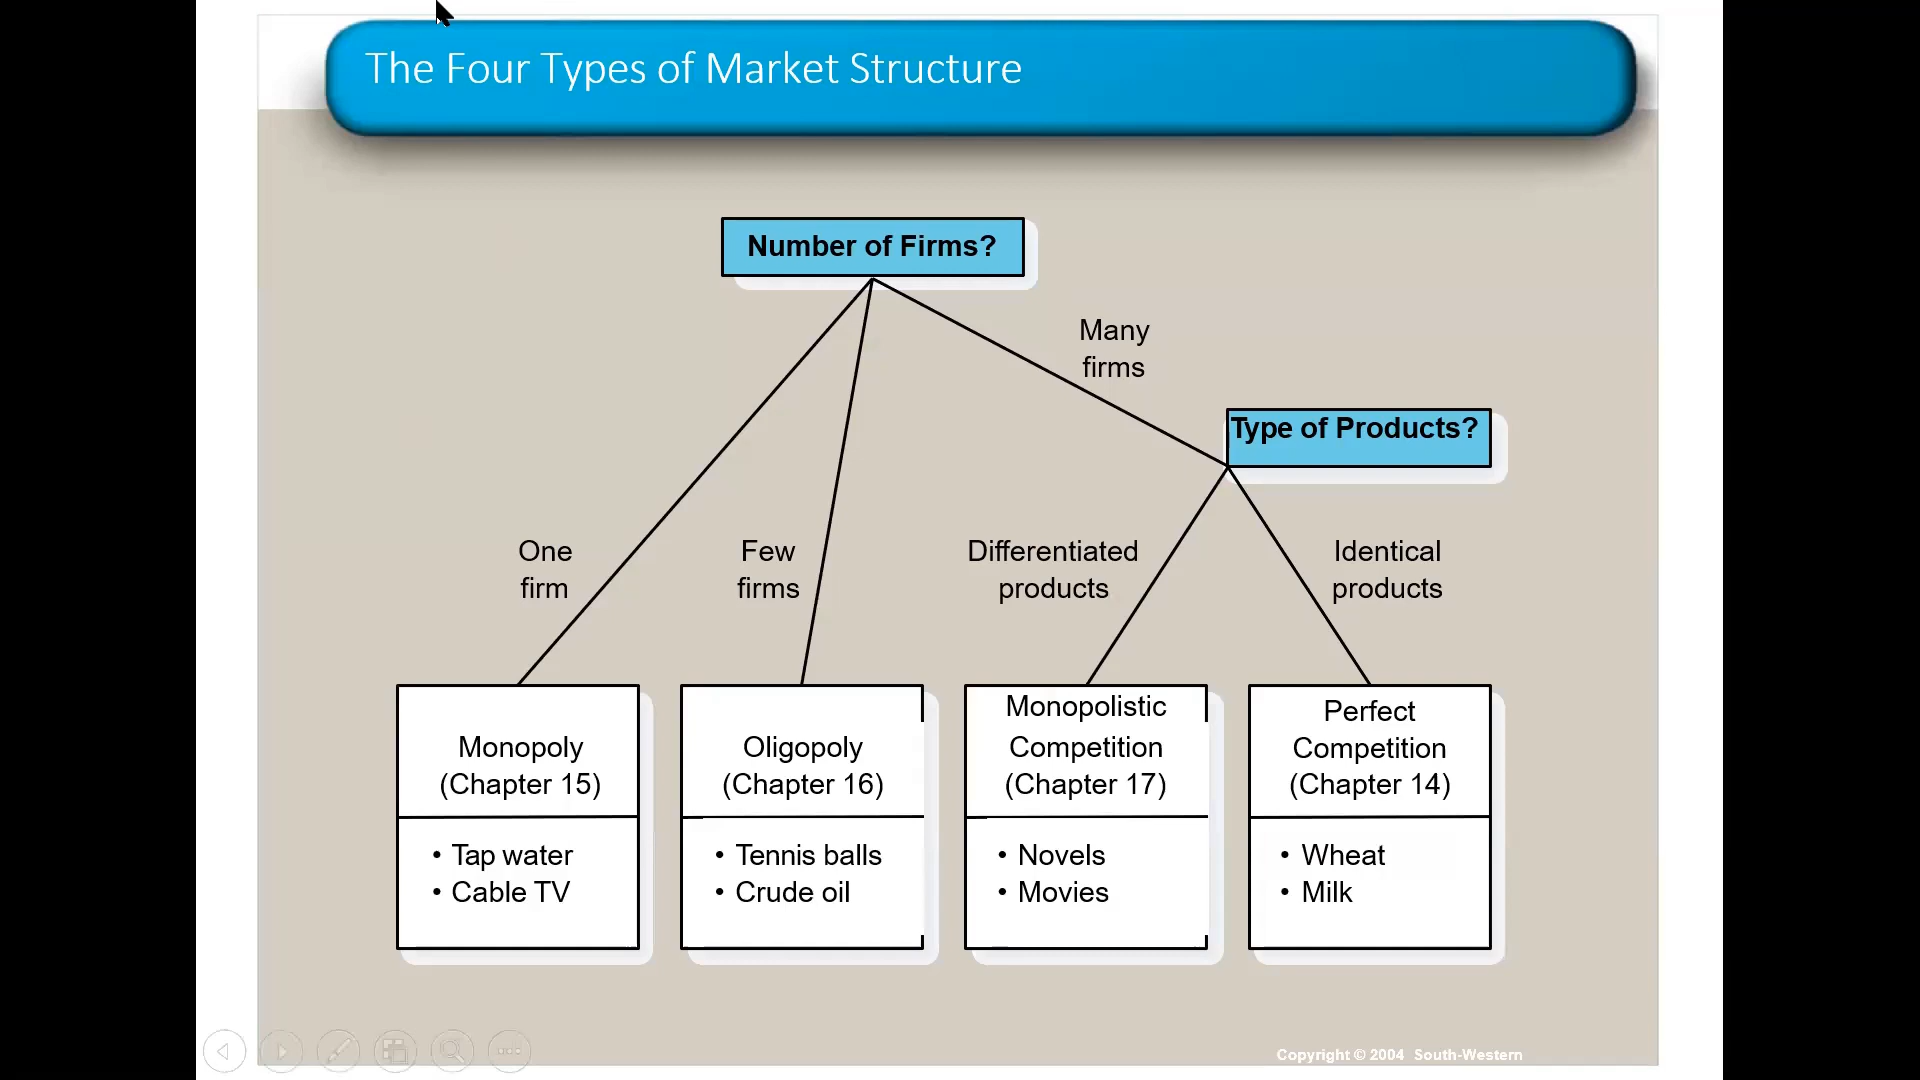 The Four Types of Market Structure
Number of Firms?
Many
firms
Type of Products?
One
firm
Few
firms
Differentiated
products
Identical
products
Monopoly
(Chapter 15)
• Tap water
• Cable TV
Oligopoly
(Chapter 16)
• Tennis balls
• Crude oil
Monopolistic
Competition
(Chapter 17)
• Novels
• Movies
Perfect
Competition
(Chapter 14)
• Wheat
• Milk
Copyright © 2004 South-Western